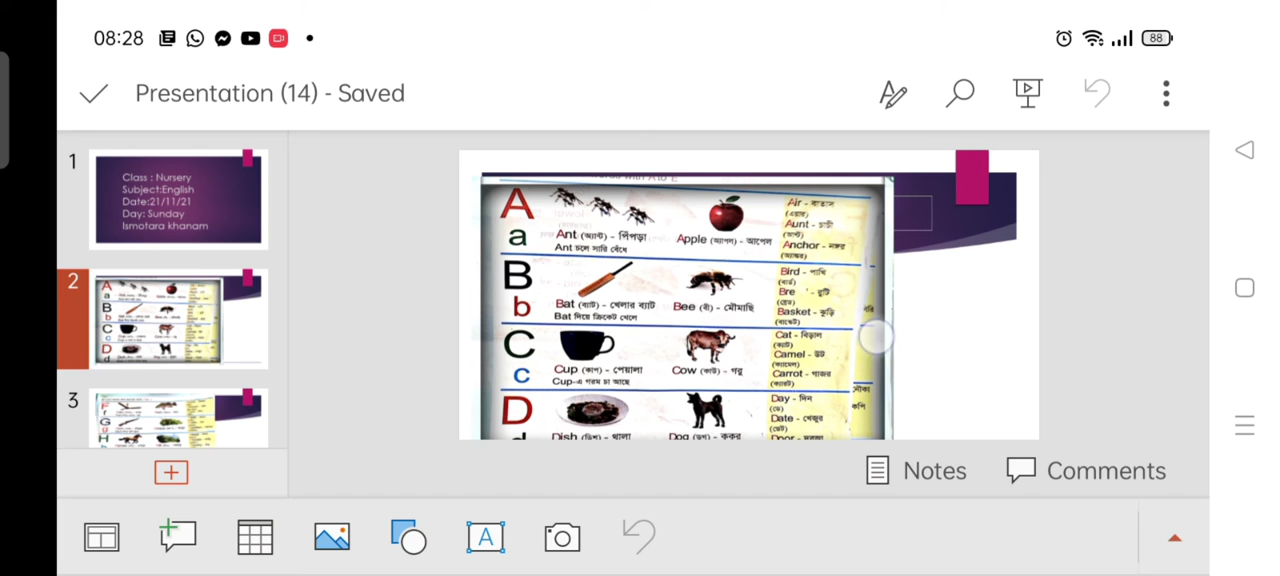 08:28
88
Presentation (14) - Saved
1
Class : Nursery
Subject:English
Date:21/11/21
Day: Sunday
Ismotara khanam
2
3
A
a
Ant (অ্যান্ট) - পিঁপড়া
Ant চলে সারি বেঁধে
Apple (অ্যাপল) - আপেল
Air - বাতাস
(এয়ার)
Aunt - চাচী
(আন্ট)
Anchor - নঙ্গর
(অ্যাঙ্কর)
B
b
Bat (ব্যাট) - খেলার ব্যাট
Bat দিয়ে ক্রিকেট খেলে
Bee (বী) - মৌমাছি
Bird - পাখি
(বার্ড)
Bre - রুটি
(ব্রেড)
Basket - ঝুড়ি
(বাস্কেট)
C
c
Cup (কাপ) - পেয়ালা
Cup-এ গরম চা আছে
Cow (কাউ) - গরু
Cat - বিড়াল
(ক্যাট)
Camel - উট
(ক্যামেল)
Carrot - গাজর
(ক্যারট)
D
Dish (ডিশ) - থালা
Dog (ডগ) - কুকুর
Day - দিন
(ডে)
Date - খেজুর
(ডেট)
Door - দরজা
Notes
Comments
A